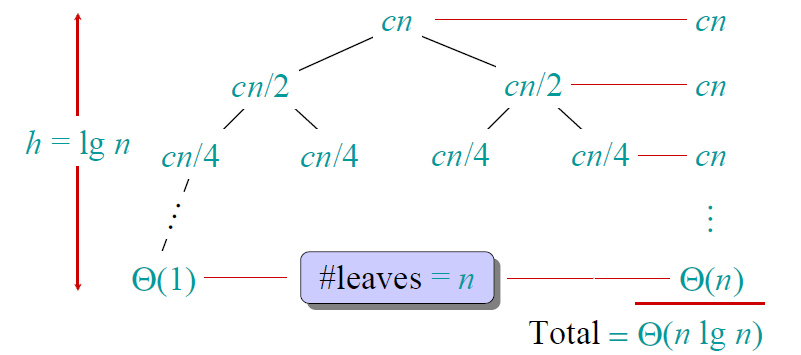 cn cn
cn/2 cn/2 cn
h = lg n cn/4 cn/4 cn/4 cn/4 cn
Θ(1) #leaves = n Θ(n)
Total = Θ(n lg n)